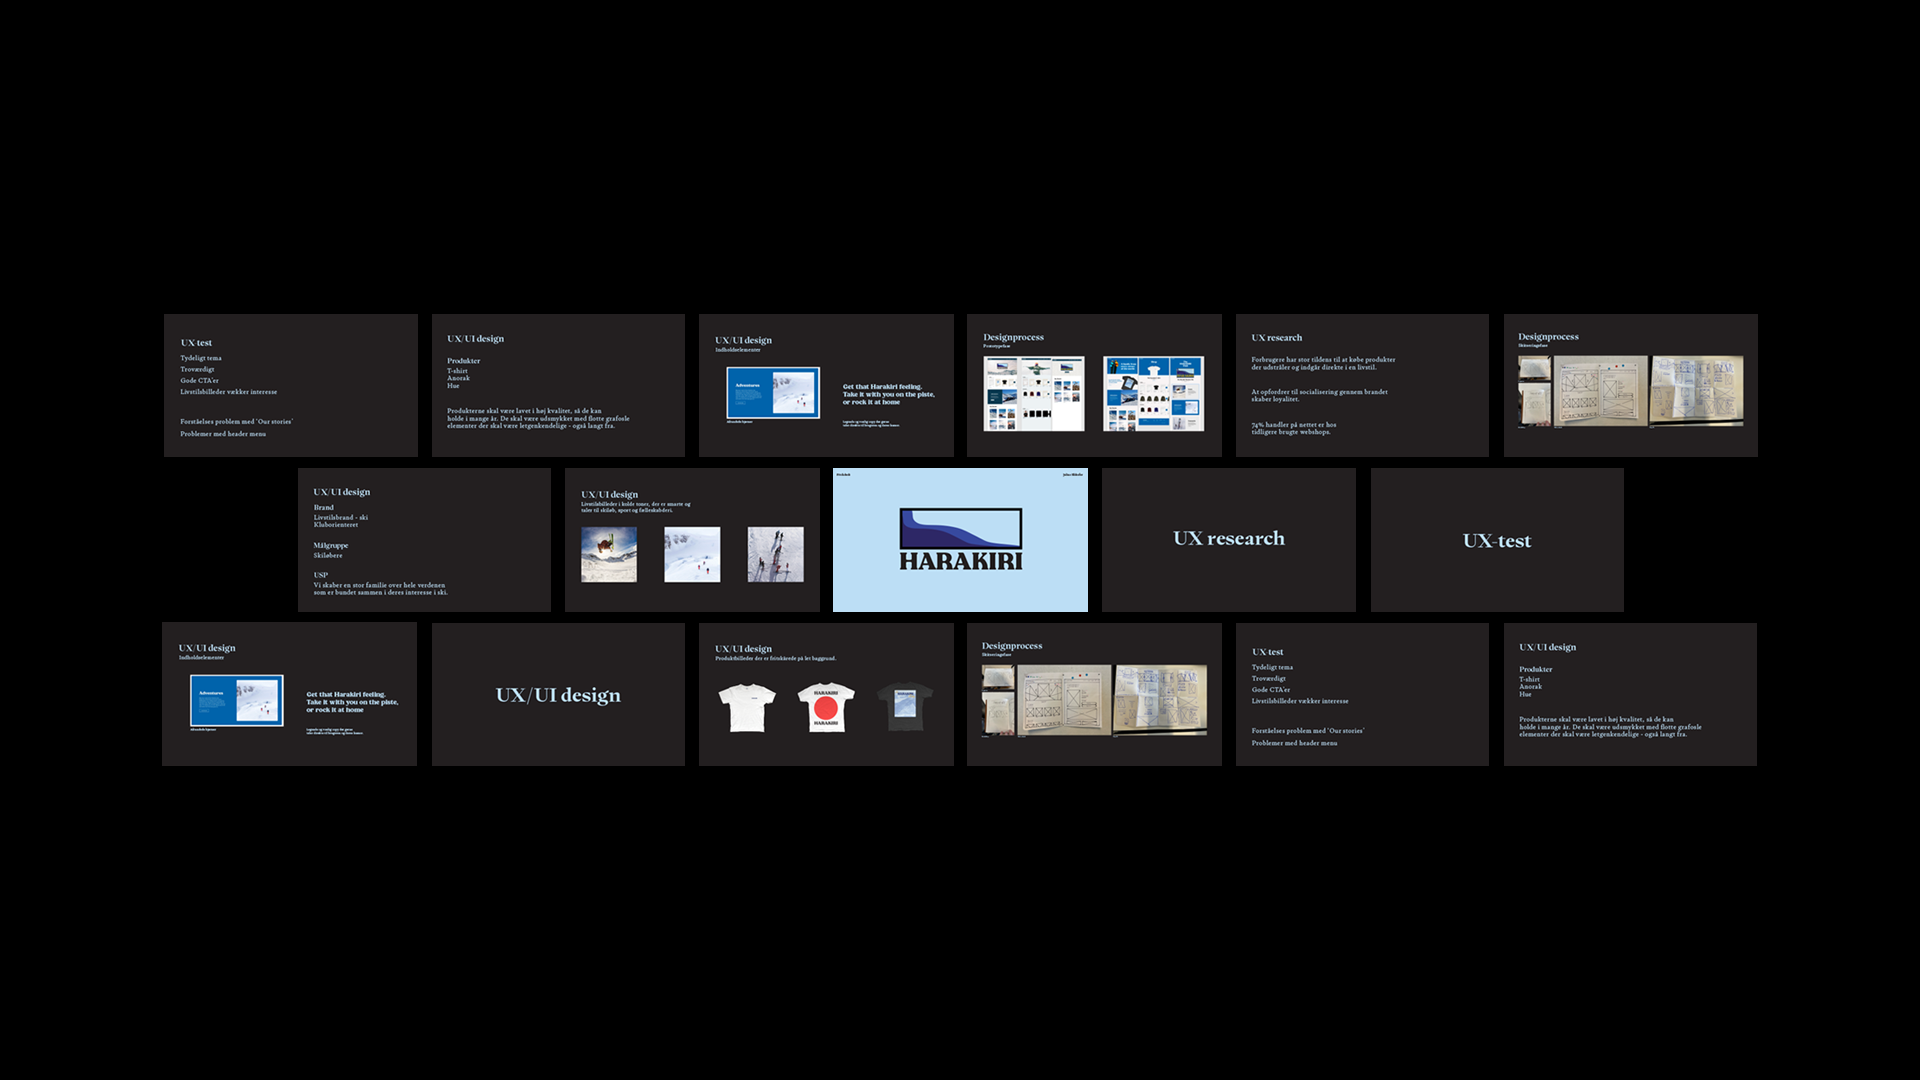 UX-test
Tydeligt tema
Troværdigt
Gode CTA'er
Livstilsbilleder vækker interesse
Forståelses problem med 'Our stories'
Problemer med header menu
UX/UI design
Produkter
T-shirt
Anorak
Hue
Produkterne skal være lavet i høj kvalitet, så de kan
holde i mange år. De skal være udsmykket med flotte grafosle
elementer der skal være letgenkendelige - også langt fra.
UX/UI design
Indholdselementer
Adventures
Get that Harakiri feeling.
Take it with you on the piste,
or rock it at home
Designprocess
UX research
Forbrugere har stor tildens til at købe produkter
der udstråler og indgår direkte i en livstil.
At opfordrer til socialisering gennem brandet
skaber loyalitet.
74% handler på nettet er hos
tidligere brugte webshops.
Designprocess
Skitseringsfase
UX/UI design
Brand
Livstilsbrand - ski
Kluborienteret
Målgruppe
Skiløbere
USP
Vi skaber en stor familie over hele verdenen
som er bundet sammen i deres interesse i ski.
UX/UI design
Livstilsbilleder i kolde toner, der er smarte og
taler til skiløb, sport og fællesskabderi.
HARAKIRI
UX research
UX-test
UX/UI design
Indholdselementer
Adventures
Get that Harakiri feeling.
Take it with you on the piste,
or rock it at home
UX/UI design
UX/UI design
Produktbilleder der er fritskårede på let baggrund.
HARAKIRI
HARAKIRI
Designprocess
Skitseringsfase
UX-test
Tydeligt tema
Troværdigt
Gode CTA'er
Livstilsbilleder vækker interesse
Forståelses problem med 'Our stories'
Problemer med header menu
UX/UI design
Produkter
T-shirt
Anorak
Hue
Produkterne skal være lavet i høj kvalitet, så de kan
holde i mange år. De skal være udsmykket med flotte grafosle
elementer der skal være letgenkendelige - også langt fra.